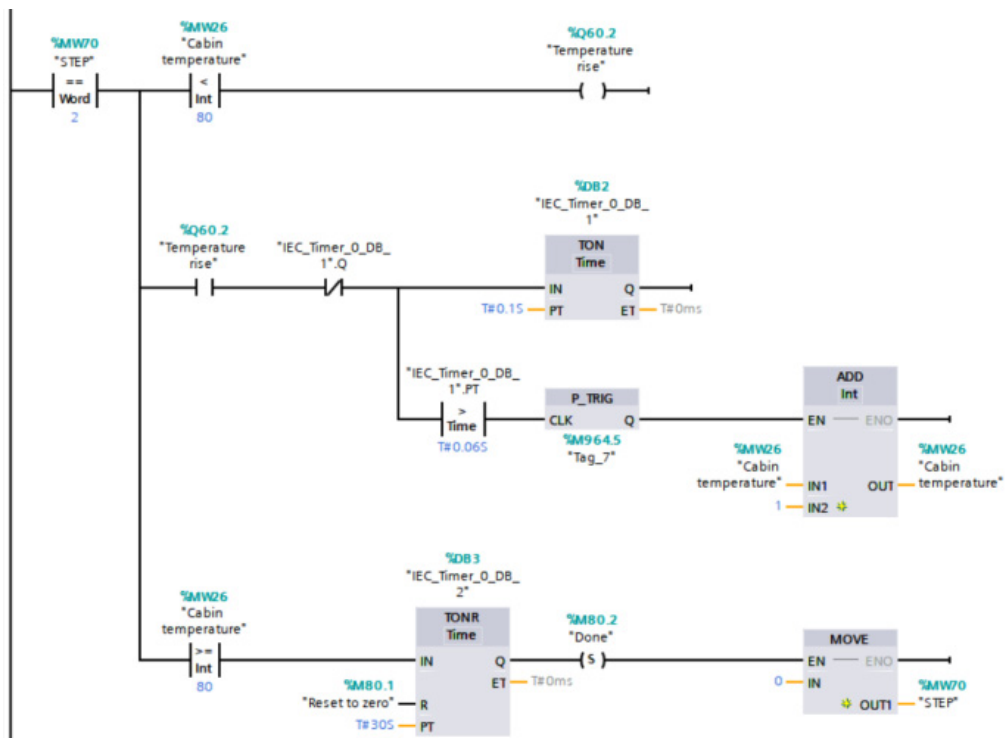 %MW26
"Cabin
temperature"
%Q60.2
"Temperature
rise"
%MW70
"STEP"
==
Word
2
<
Int
80
( )
%DB2
"IEC_Timer_0_DB_
1"
%Q60.2
"Temperature
rise"
"IEC_Timer_0_DB_
1".Q
TON
Time
IN
Q
T#0.1S
PT
ET
T#0ms
"IEC_Timer_0_DB_
1".PT
>
Time
T#0.06S
P_TRIG
CLK
Q
%M964.5
"Tag_7"
ADD
Int
EN
ENO
%MW26
"Cabin
temperature"
IN1
OUT
%MW26
"Cabin
temperature"
1
IN2
%DB3
"IEC_Timer_0_DB_
2"
%MW26
"Cabin
temperature"
>=
Int
80
TONR
Time
IN
Q
ET
T#0ms
%M80.1
"Reset to zero"
R
T#30S
PT
%M80.2
"Done"
(S)
MOVE
EN
ENO
0
IN
OUT1
%MW70
"STEP"